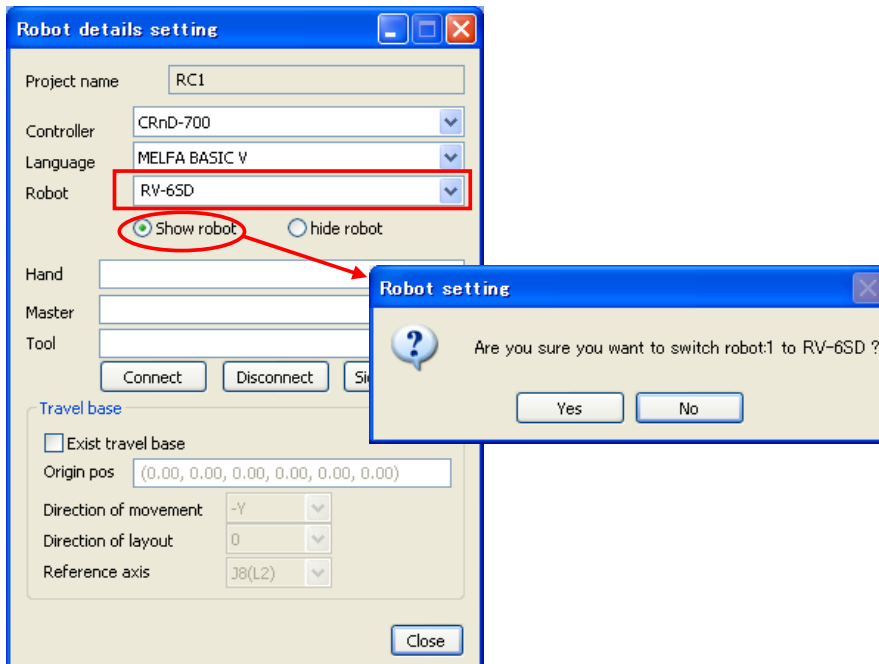 Robot details setting
Project name RC1
Controller CRnD-700
Language MELFA BASIC V
Robot RV-6SD
Show robot hide robot
Hand
Master
Tool
Connect Disconnect
Travel base
Exist travel base
Origin pos (0.00, 0.00, 0.00, 0.00, 0.00, 0.00)
Direction of movement -Y
Direction of layout 0
Reference axis J8(L2)
Close
Robot setting
Are you sure you want to switch robot:1 to RV-6SD ?
Yes No